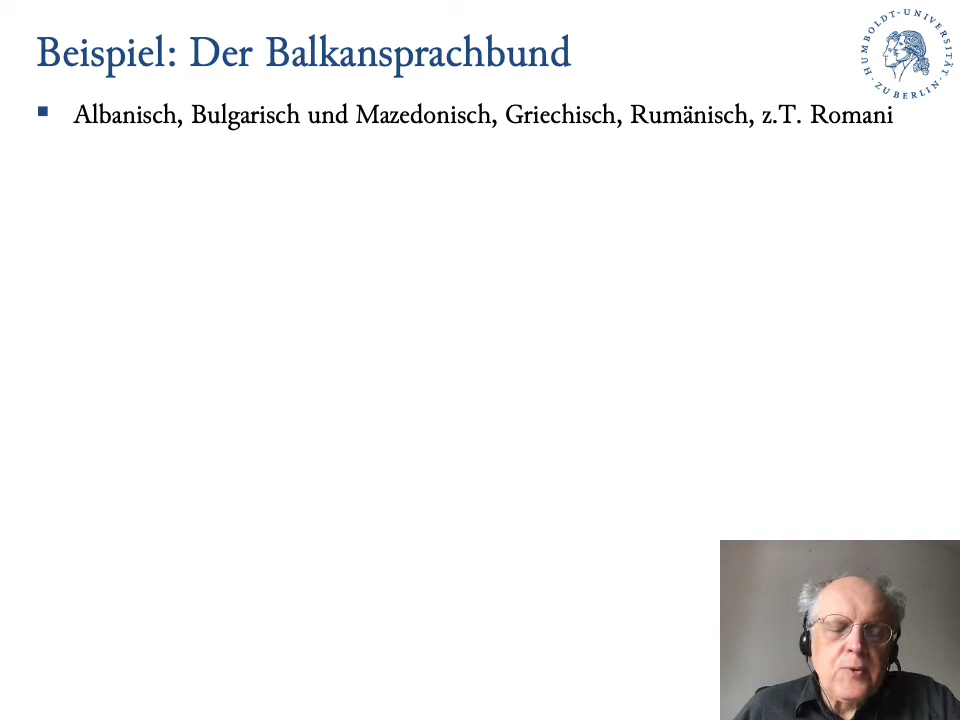 Beispiel: Der Balkansprachbund
Albanisch, Bulgarisch und Mazedonisch, Griechisch, Rumänisch, z.T. Romani
HUMBOLDT-UNIVERSITÄT
ZU BERLIN